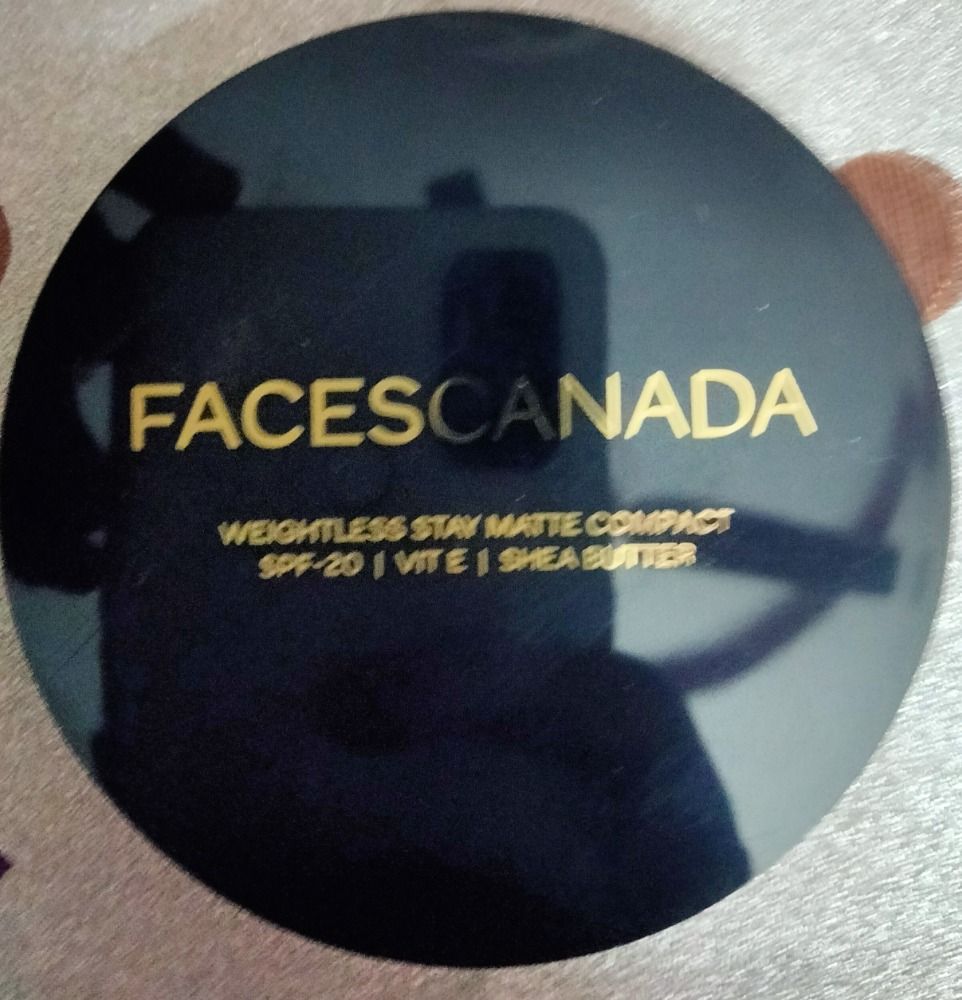 FACESCANADA
WEIGHTLESS STAY MATTE COMPACT
SPF-20 | VIT E | SHEA BUTTER